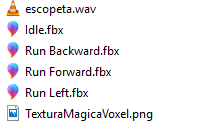 escopeta.wav
Idle.fbx
Run Backward.fbx
Run Forward.fbx
Run Left.fbx
TexturaMagicaVoxel.png